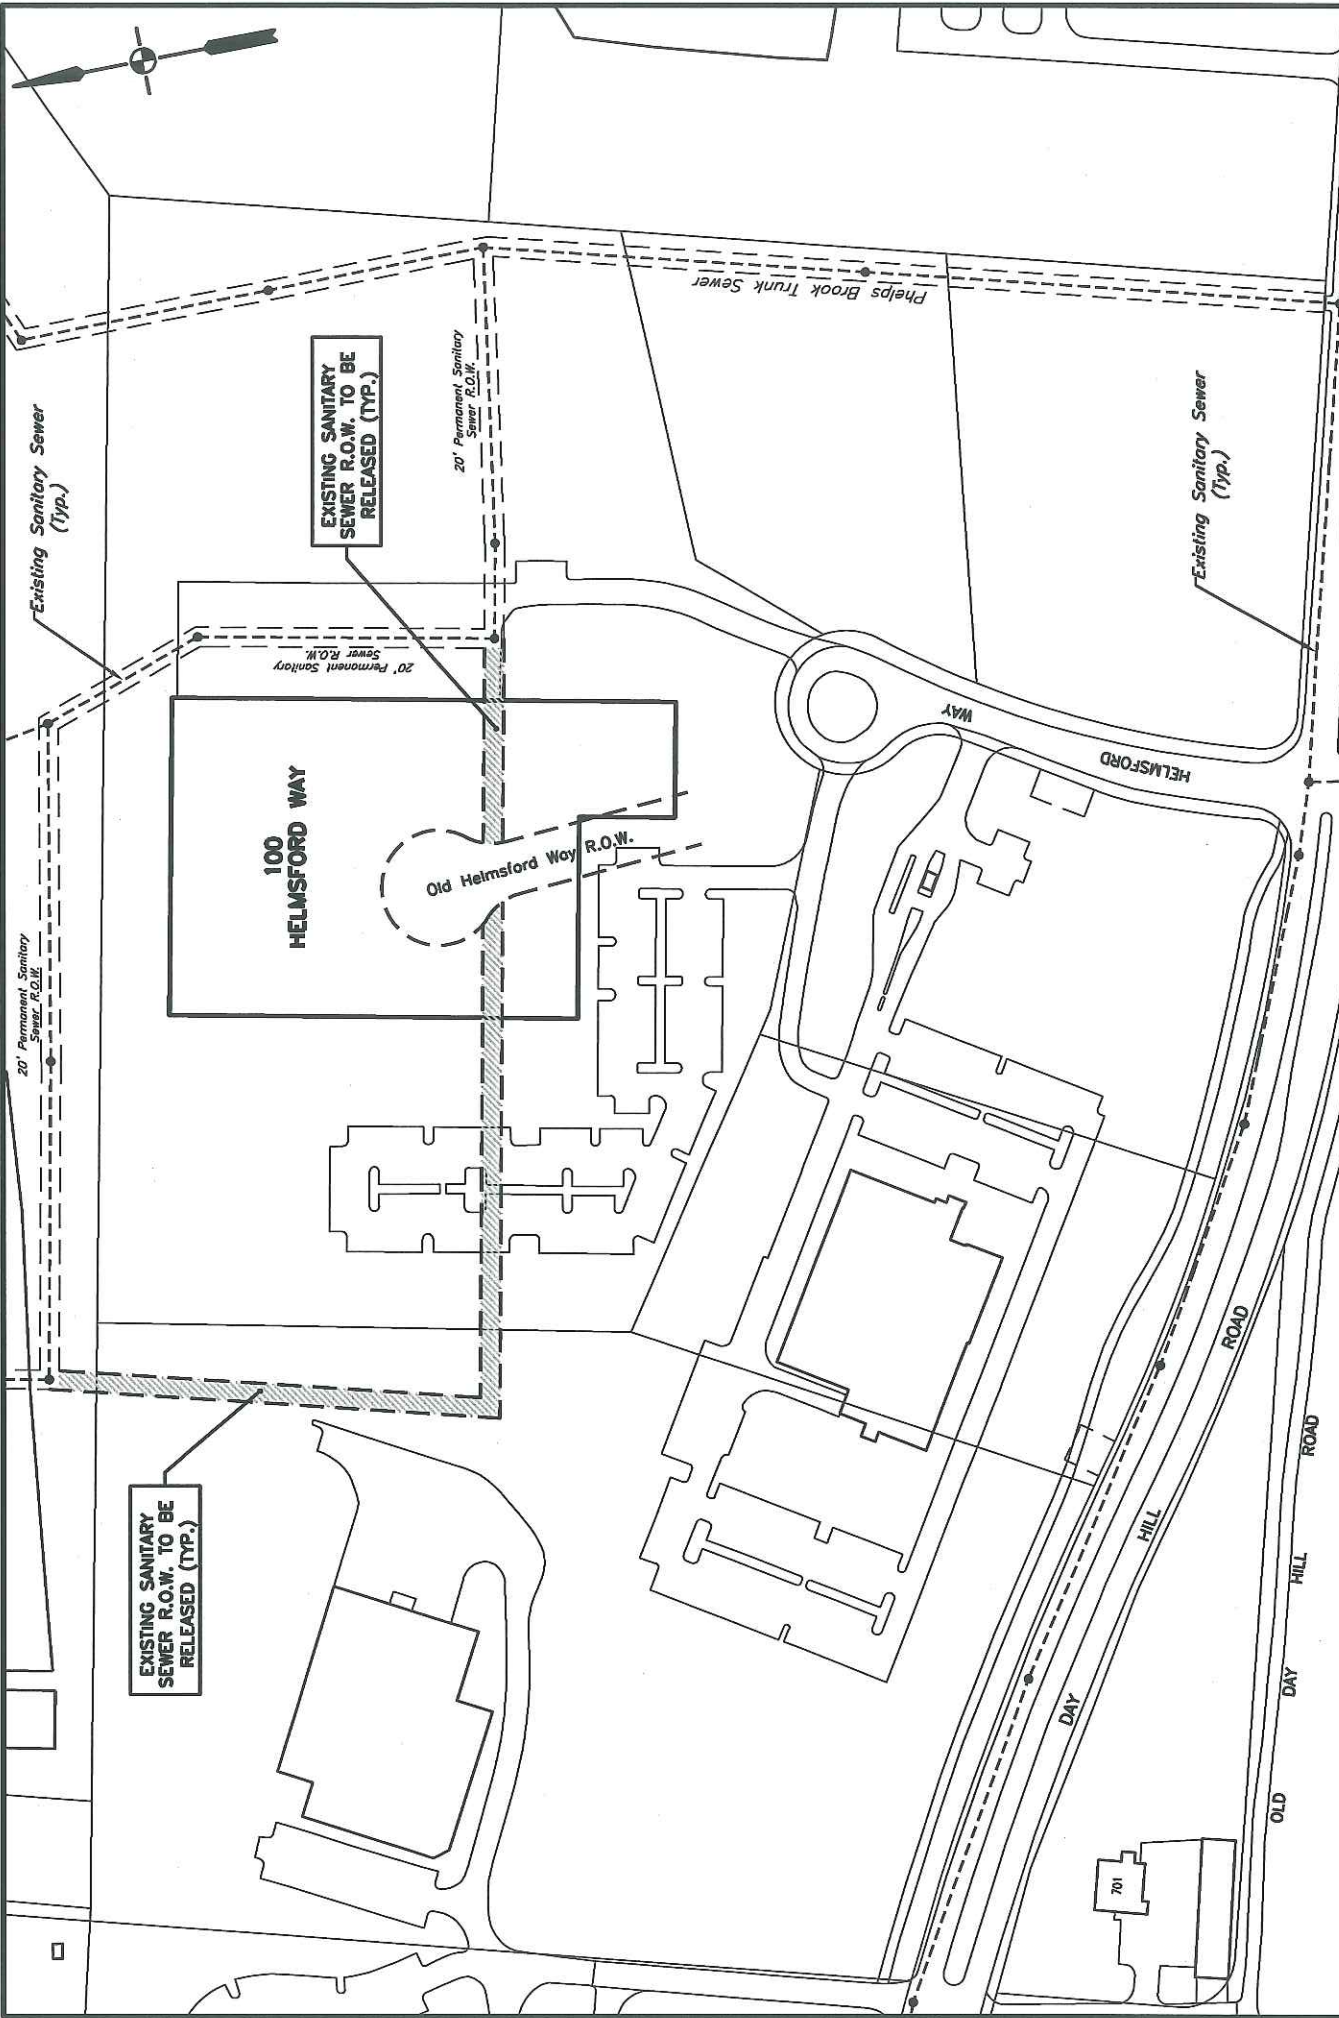 Existing Sanitary Sewer
(Typ.)
EXISTING SANITARY
SEWER R.O.W. TO BE
RELEASED (TYP.)
20' Permanent Sanitary
Sewer R.O.W.
Phelps Brook Trunk Sewer
Existing Sanitary Sewer
(Typ.)
20' Permanent Sanitary
Sewer R.O.W.
100
HELMSFORD WAY
Old Helmsford Way R.O.W.
HELMSFORD
WAY
20' Permanent Sanitary
Sewer R.O.W.
EXISTING SANITARY
SEWER R.O.W. TO BE
RELEASED (TYP.)
DAY
HILL
ROAD
OLD
DAY
HILL
ROAD
701